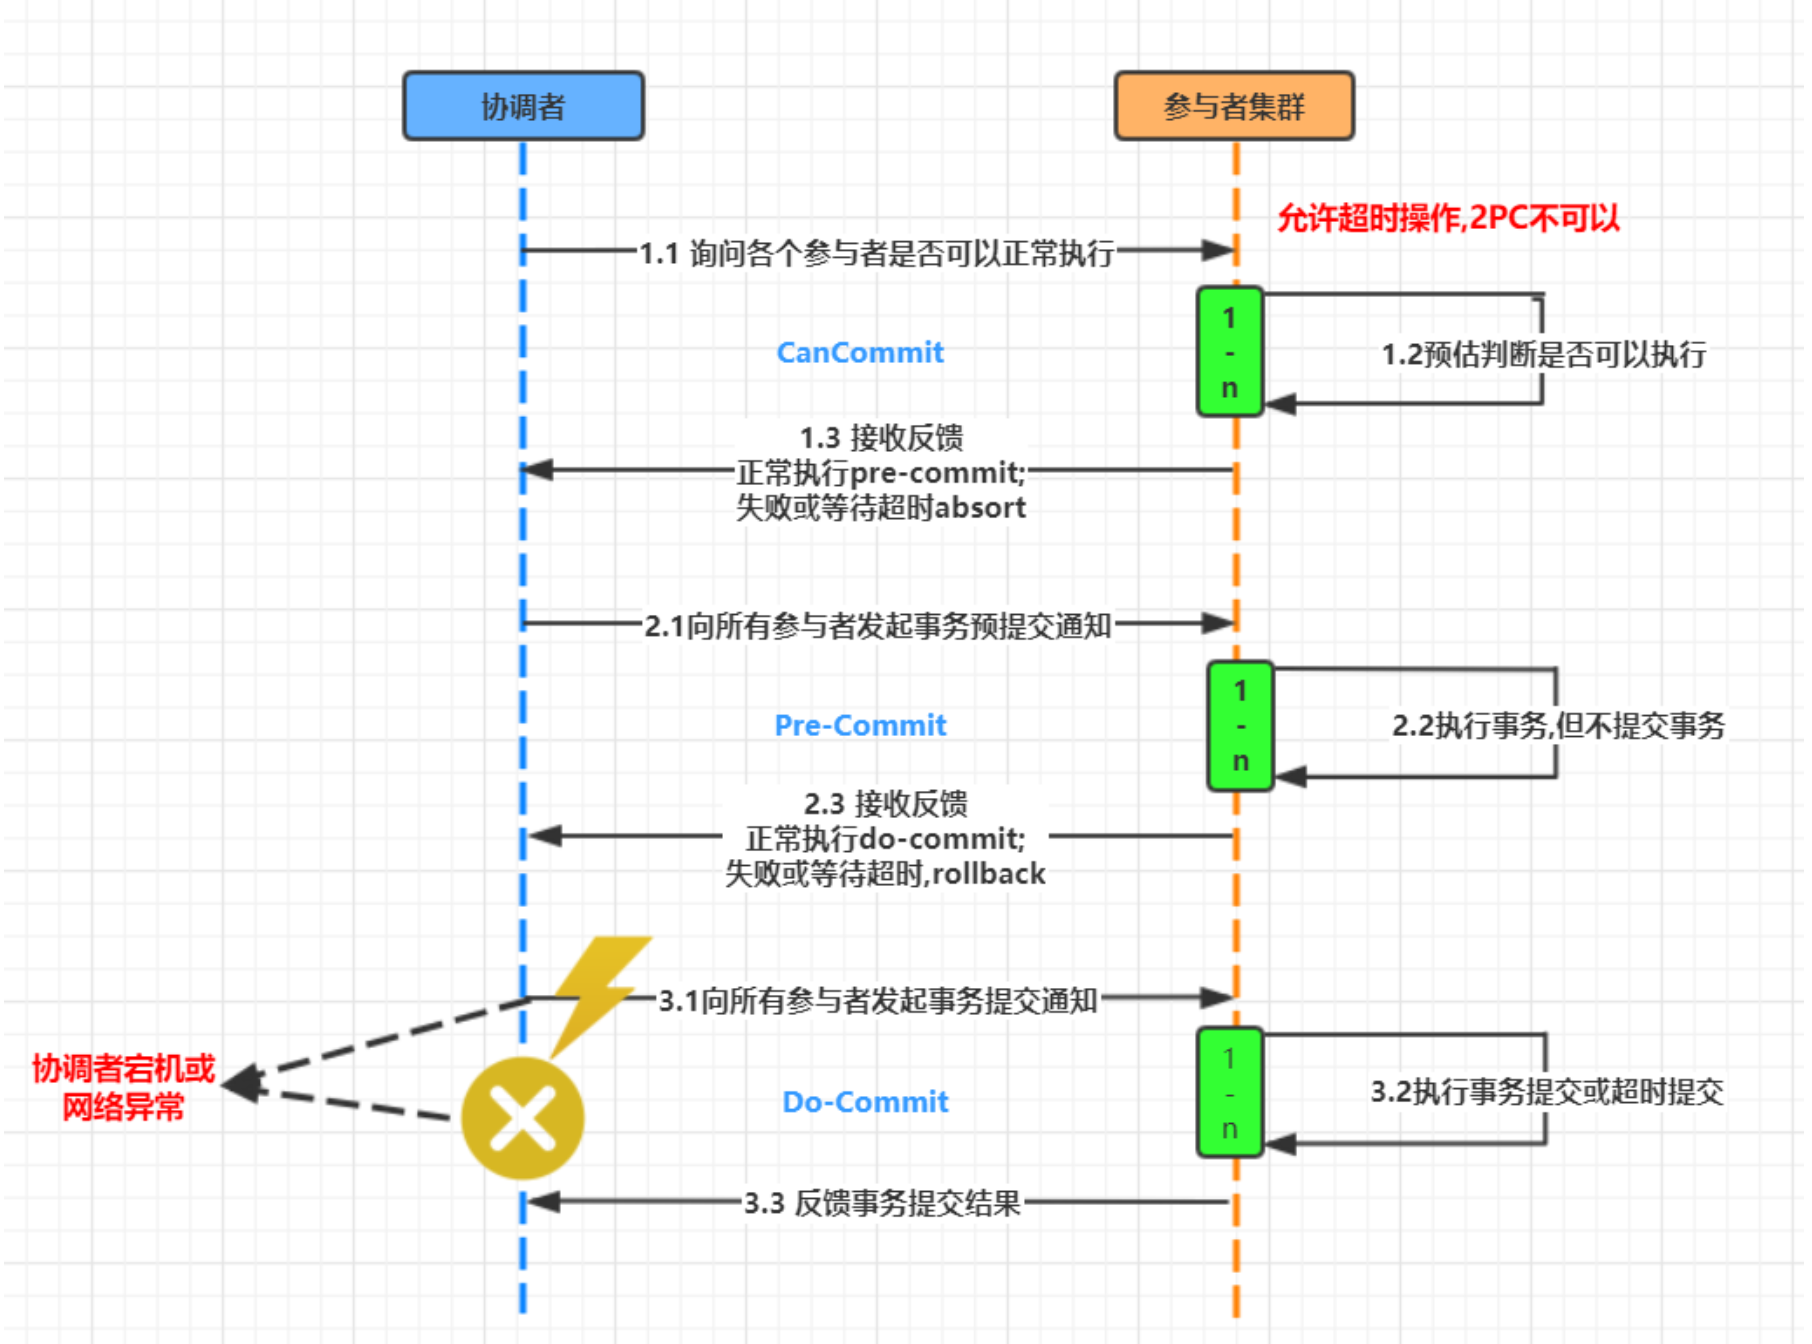 协调者
参与者集群
允许超时操作,2PC不可以
1.1 询问各个参与者是否可以正常执行
1
-
n
CanCommit
1.2预估判断是否可以执行
1.3 接收反馈
正常执行pre-commit;
失败或等待超时absort
2.1向所有参与者发起事务预提交通知
1
-
n
Pre-Commit
2.2执行事务,但不提交事务
2.3 接收反馈
正常执行do-commit;
失败或等待超时,rollback
3.1向所有参与者发起事务提交通知
协调者宕机或
网络异常
1
-
n
Do-Commit
3.2执行事务提交或超时提交
3.3 反馈事务提交结果